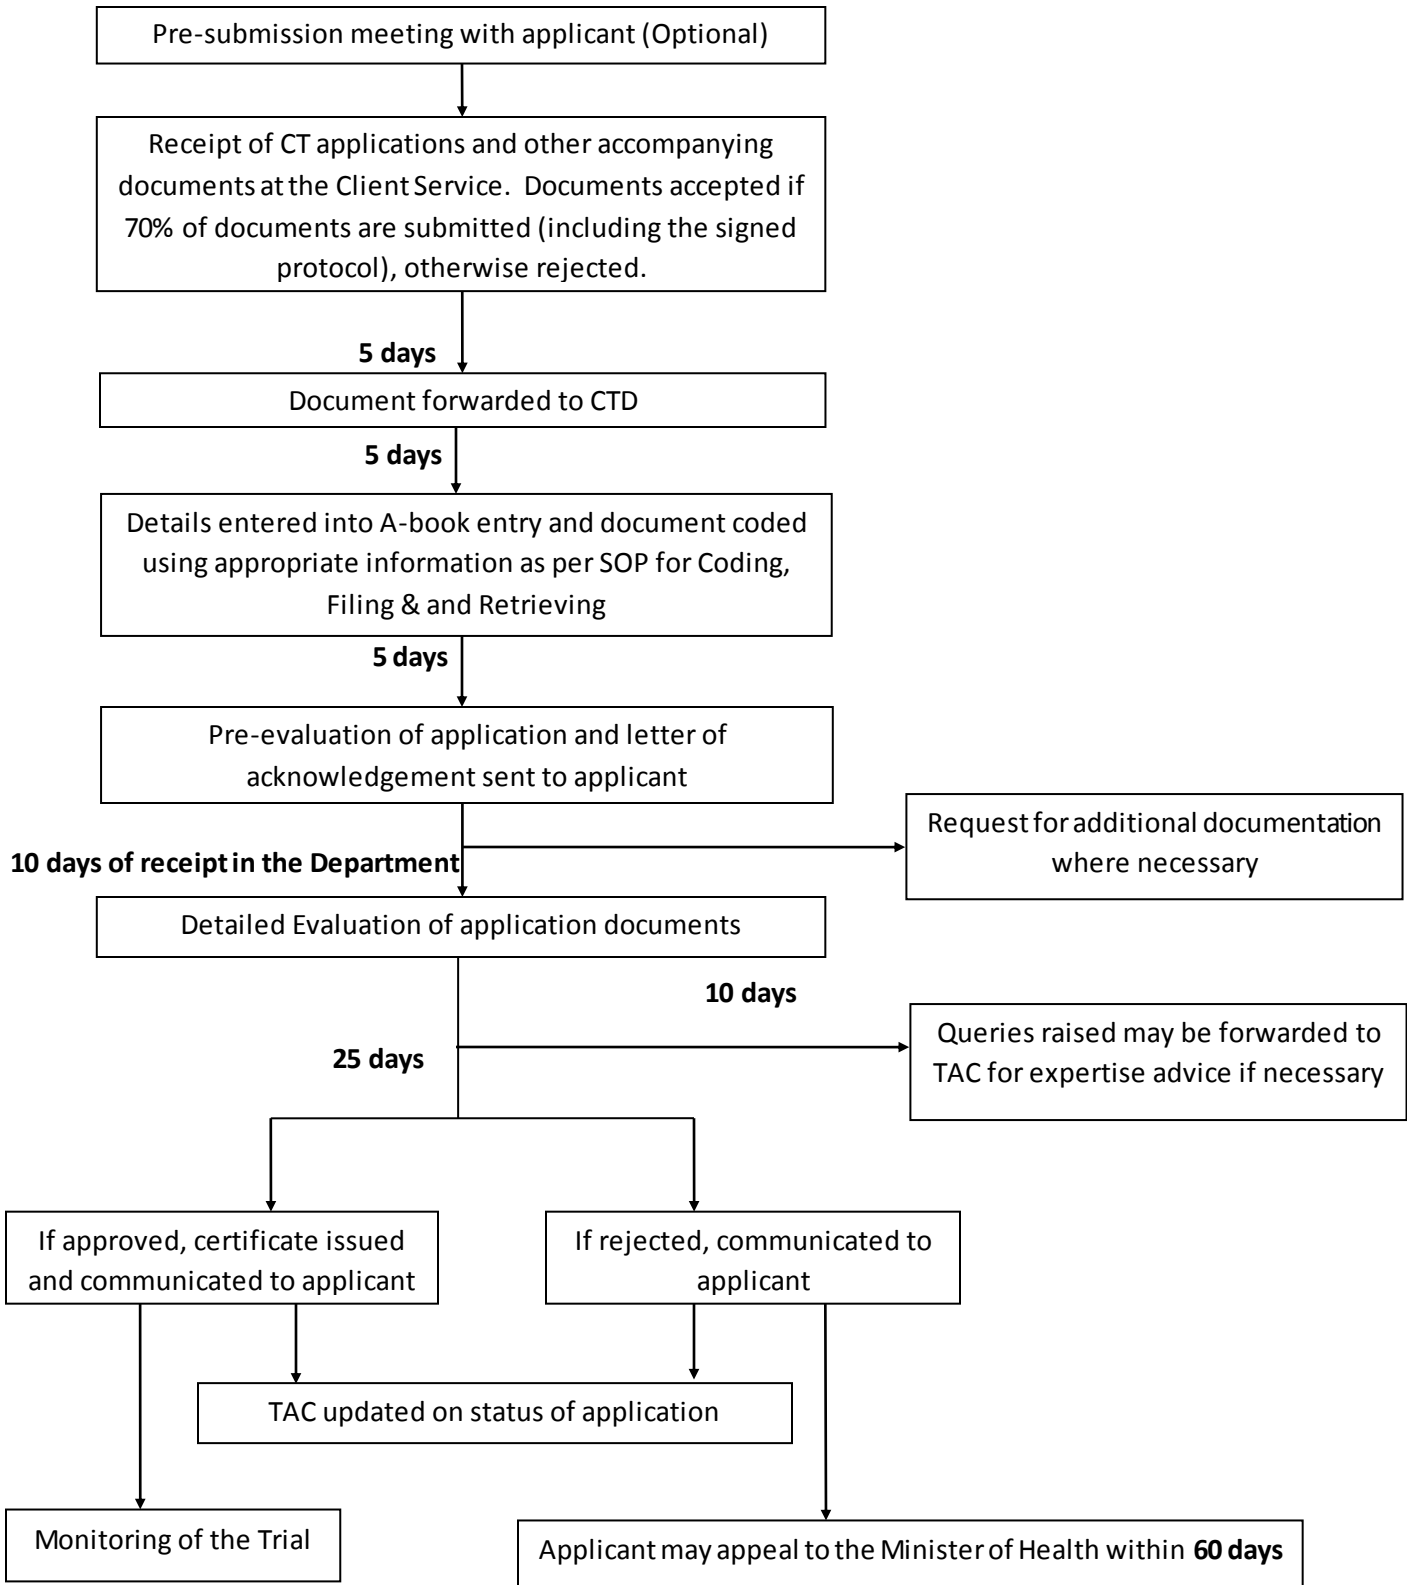 Pre-submission meeting with applicant (Optional)
Receipt of CT applications and other accompanying
documents at the Client Service. Documents accepted if
70% of documents are submitted (including the signed
protocol), otherwise rejected.
5 days
Document forwarded to CTD
5 days
Details entered into A-book entry and document coded
using appropriate information as per SOP for Coding,
Filing & and Retrieving
5 days
Pre-evaluation of application and letter of
acknowledgement sent to applicant
Request for additional documentation
where necessary
10 days of receipt in the Department
Detailed Evaluation of application documents
10 days
Queries raised may be forwarded to
TAC for expertise advice if necessary
25 days
If approved, certificate issued
and communicated to applicant
If rejected, communicated to
applicant
TAC updated on status of application
Monitoring of the Trial
Applicant may appeal to the Minister of Health within 60 days